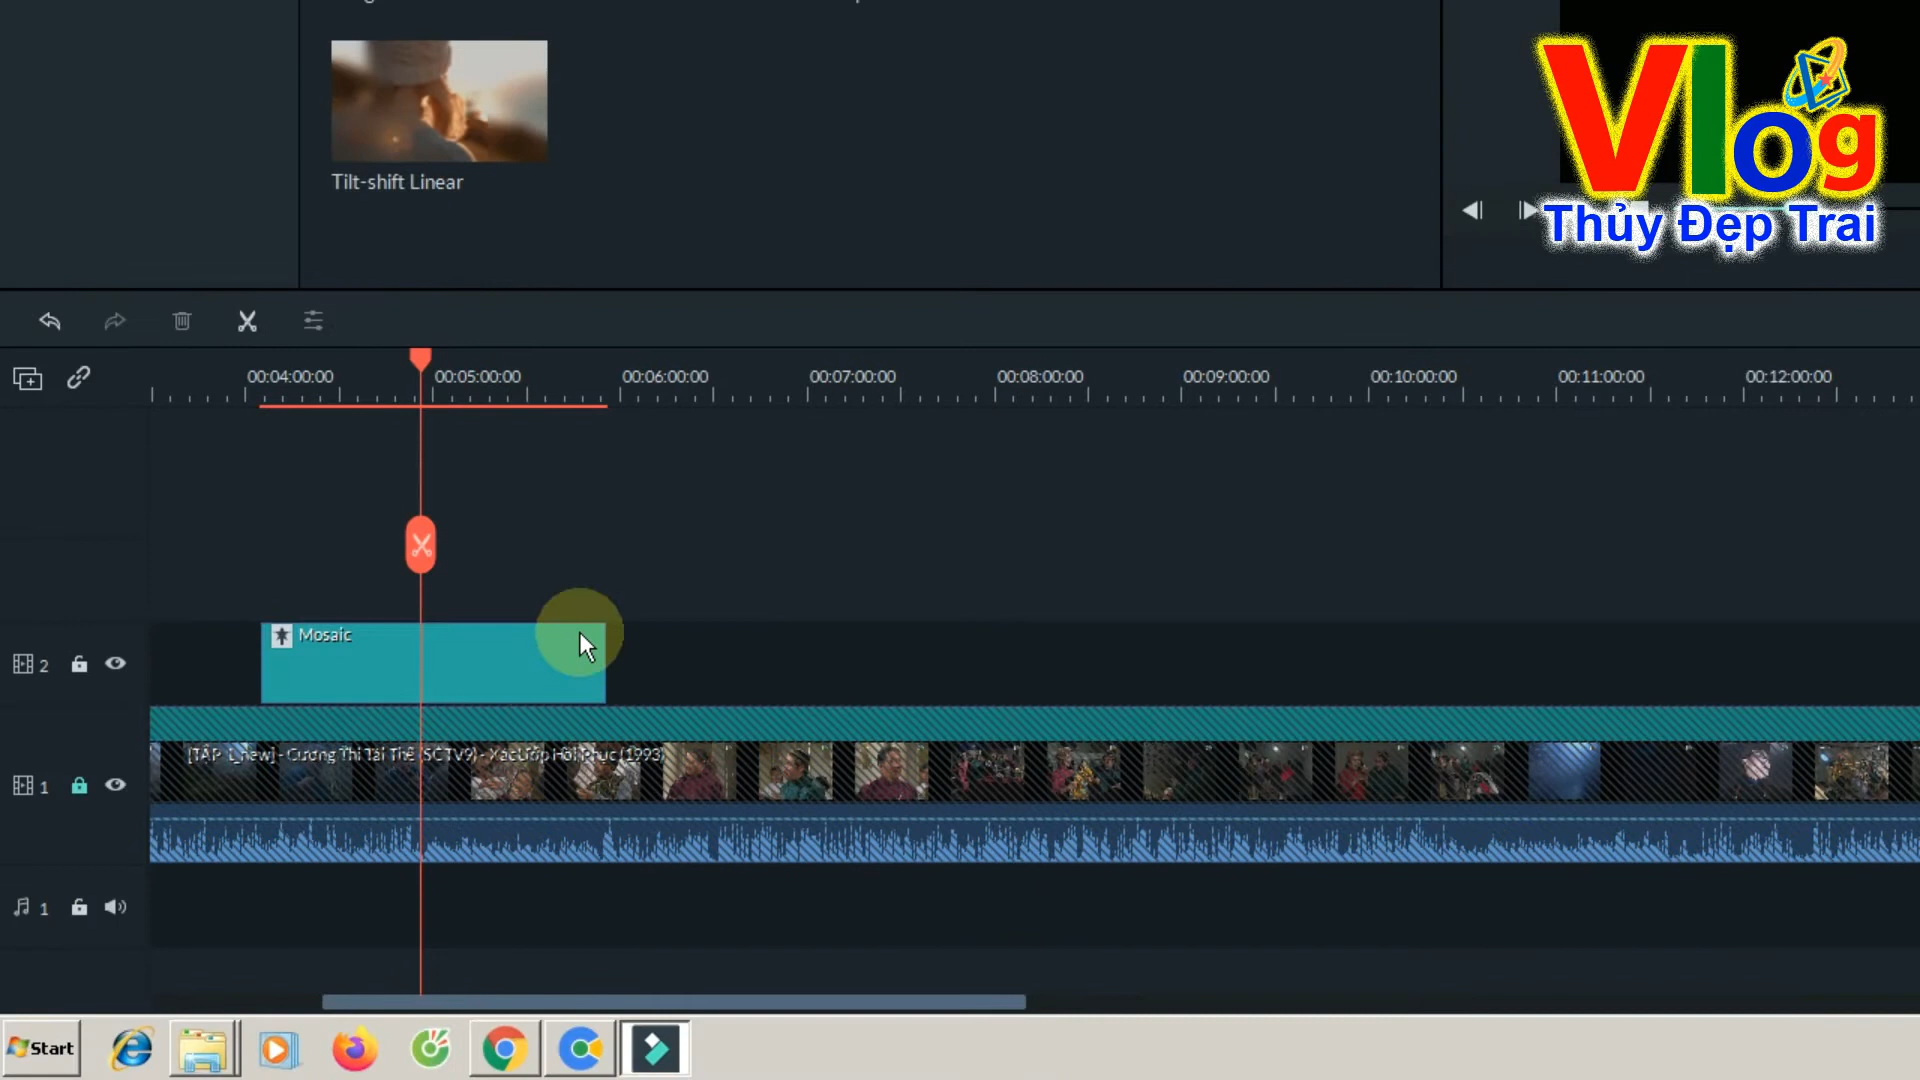 Tilt-shift Linear
Vlog
Thủy Đẹp Trai
00:04:00:00
00:05:00:00
00:06:00:00
00:07:00:00
00:08:00:00
00:09:00:00
00:10:00:00
00:11:00:00
00:12:00:00
Mosaic
2
[TẬP 1_new] - Cương Thi Tái Thế (SCTV9) - Xác Ướp Hồi Phục (1993)
1
1
Start